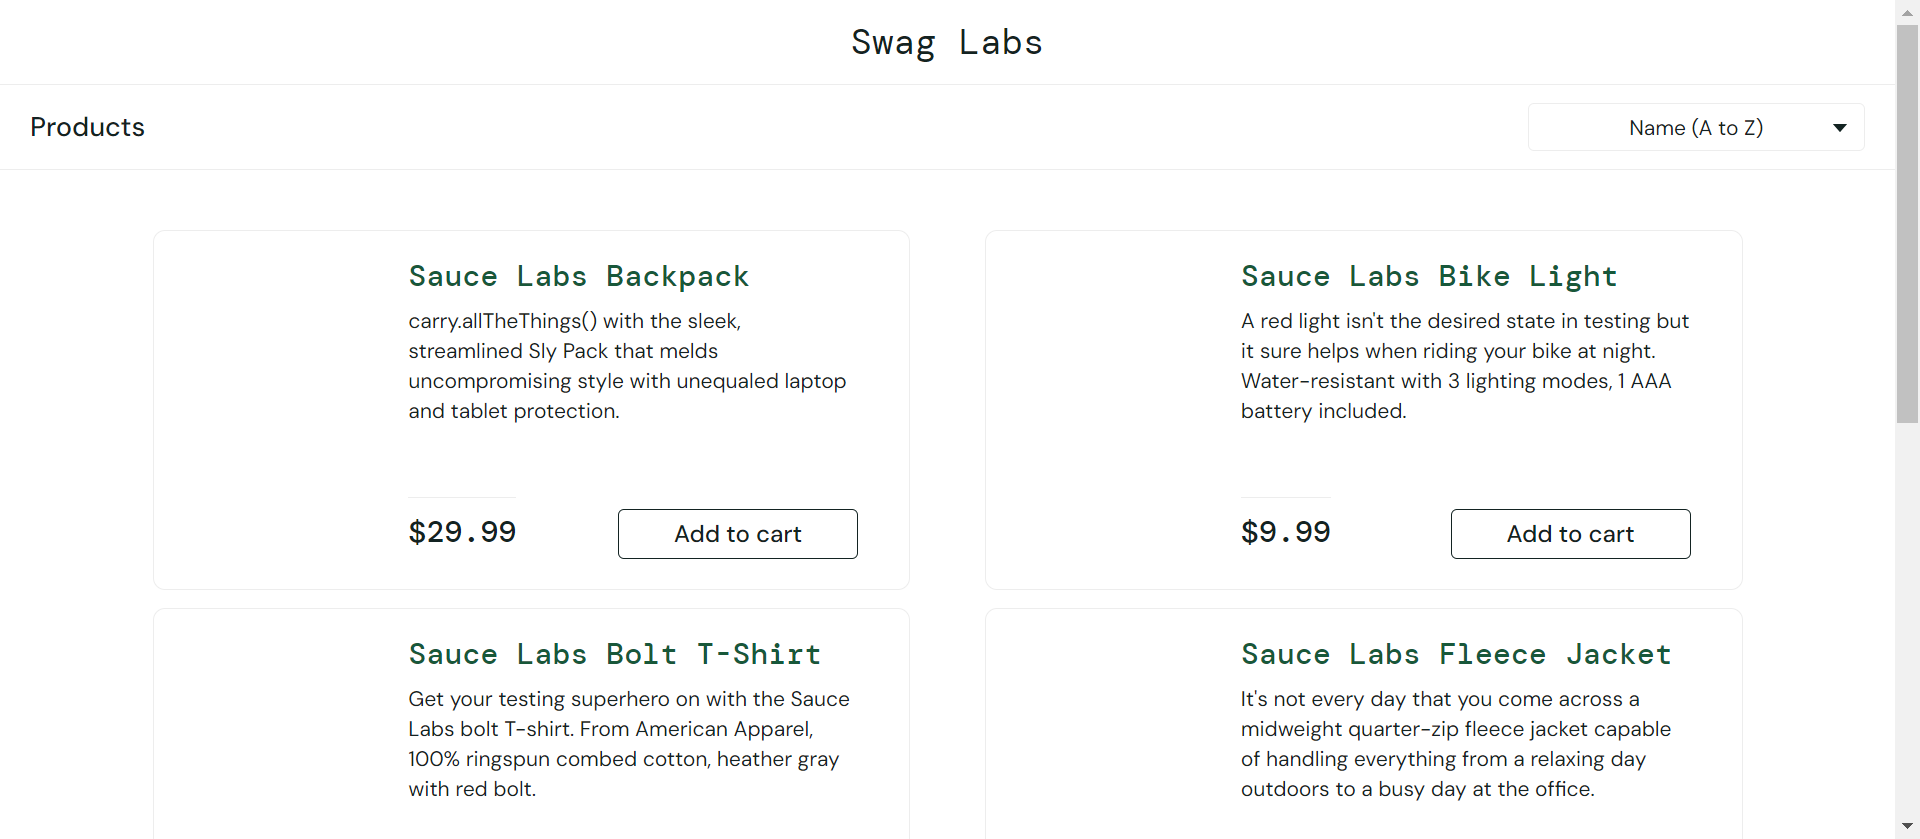 Swag Labs
Products
Name (A to Z)
Sauce Labs Backpack
carry.allTheThings() with the sleek,
streamlined Sly Pack that melds
uncompromising style with unequaled laptop
and tablet protection.
$29.99
Add to cart
Sauce Labs Bike Light
A red light isn't the desired state in testing but
it sure helps when riding your bike at night.
Water-resistant with 3 lighting modes, 1 AAA
battery included.
$9.99
Add to cart
Sauce Labs Bolt T-Shirt
Get your testing superhero on with the Sauce
Labs bolt T-shirt. From American Apparel,
100% ringspun combed cotton, heather gray
with red bolt.
Sauce Labs Fleece Jacket
It's not every day that you come across a
midweight quarter-zip fleece jacket capable
of handling everything from a relaxing day
outdoors to a busy day at the office.